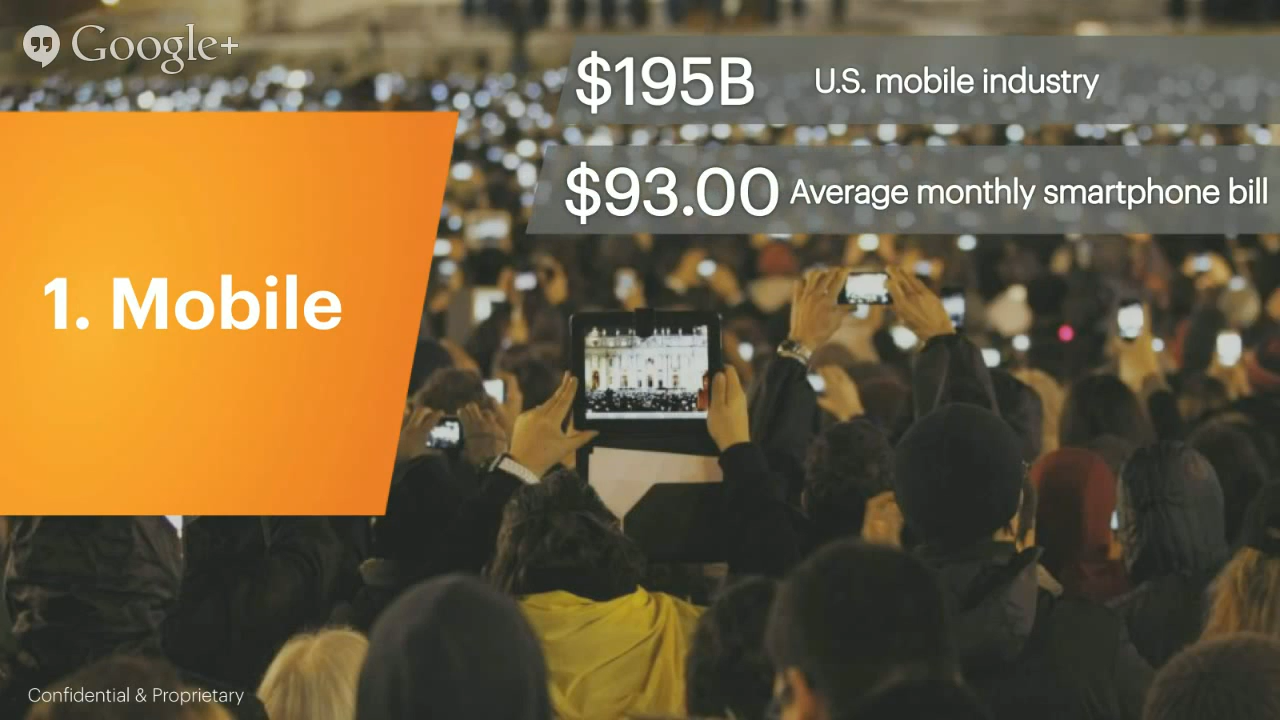 Google+
$195B U.S. mobile industry
$93.00 Average monthly smartphone bill
1. Mobile
Confidential & Proprietary